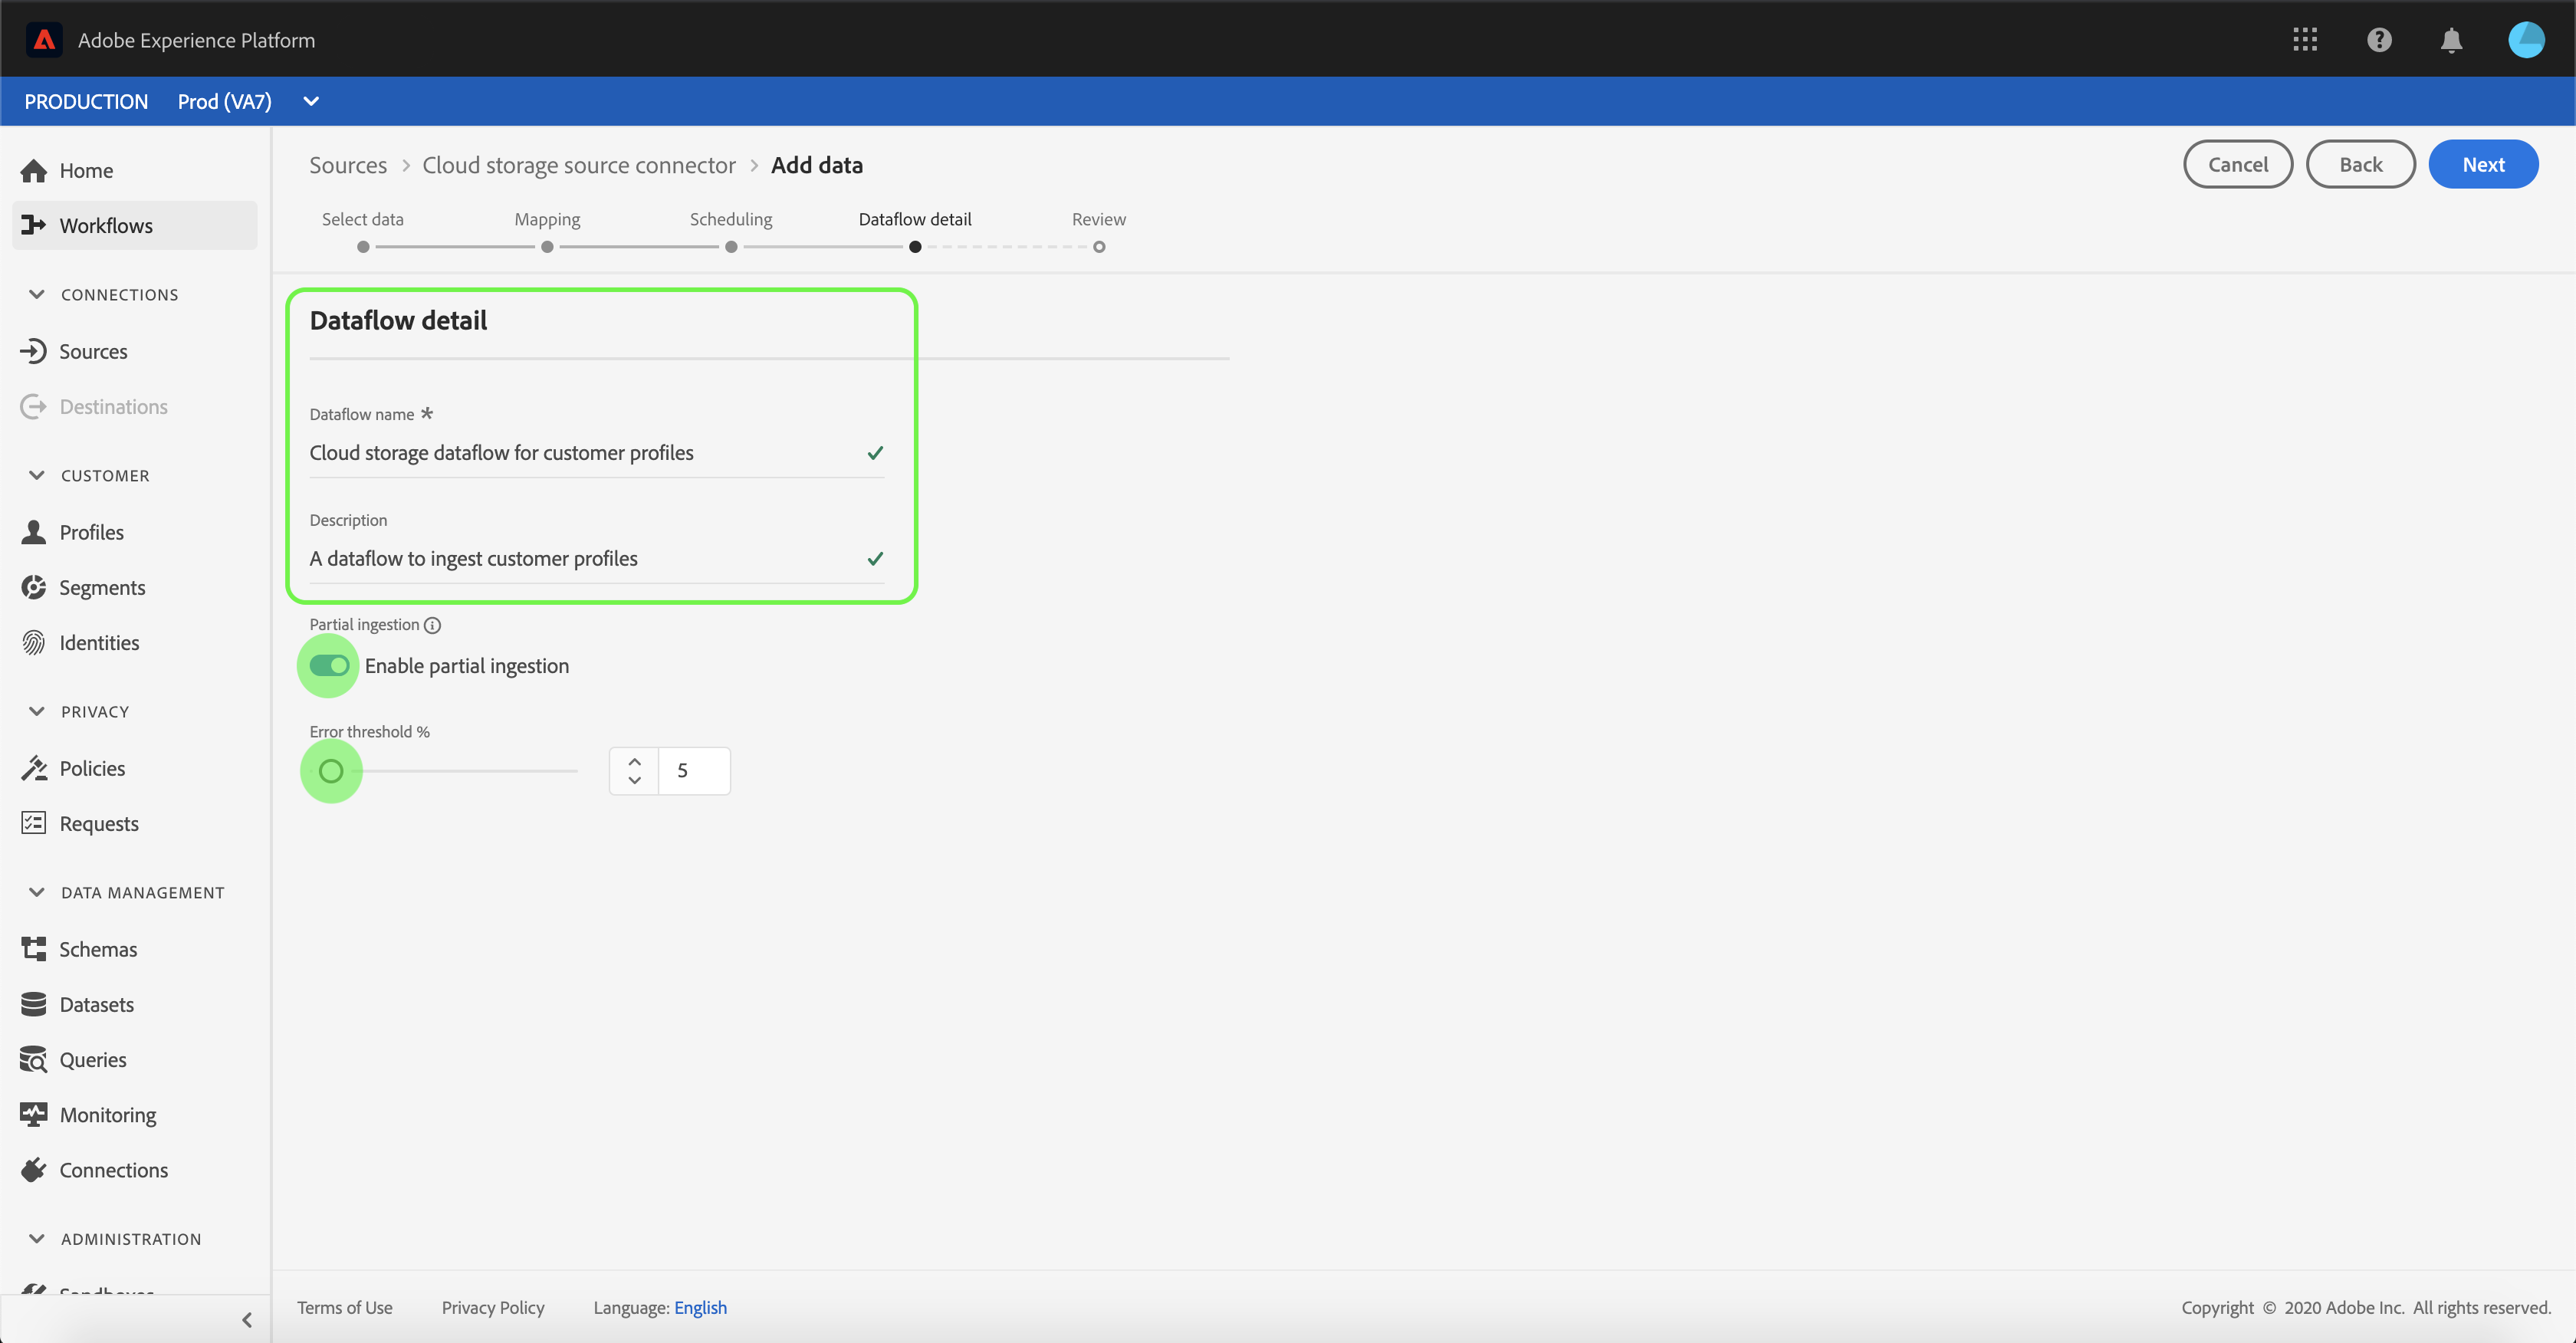 Adobe Experience Platform
PRODUCTION Prod (VA7)
Home
Workflows
CONNECTIONS
Sources
Destinations
CUSTOMER
Profiles
Segments
Identities
PRIVACY
Policies
Requests
DATA MANAGEMENT
Schemas
Datasets
Queries
Monitoring
Connections
ADMINISTRATION
Sandboxes
Sources > Cloud storage source connector > Add data
Cancel Back Next
Select data Mapping Scheduling Dataflow detail Review
Dataflow detail
Dataflow name *
Cloud storage dataflow for customer profiles
Description
A dataflow to ingest customer profiles
Partial ingestion
Enable partial ingestion
Error threshold %
5
Terms of Use Privacy Policy Language: English Copyright © 2020 Adobe Inc. All rights reserved.